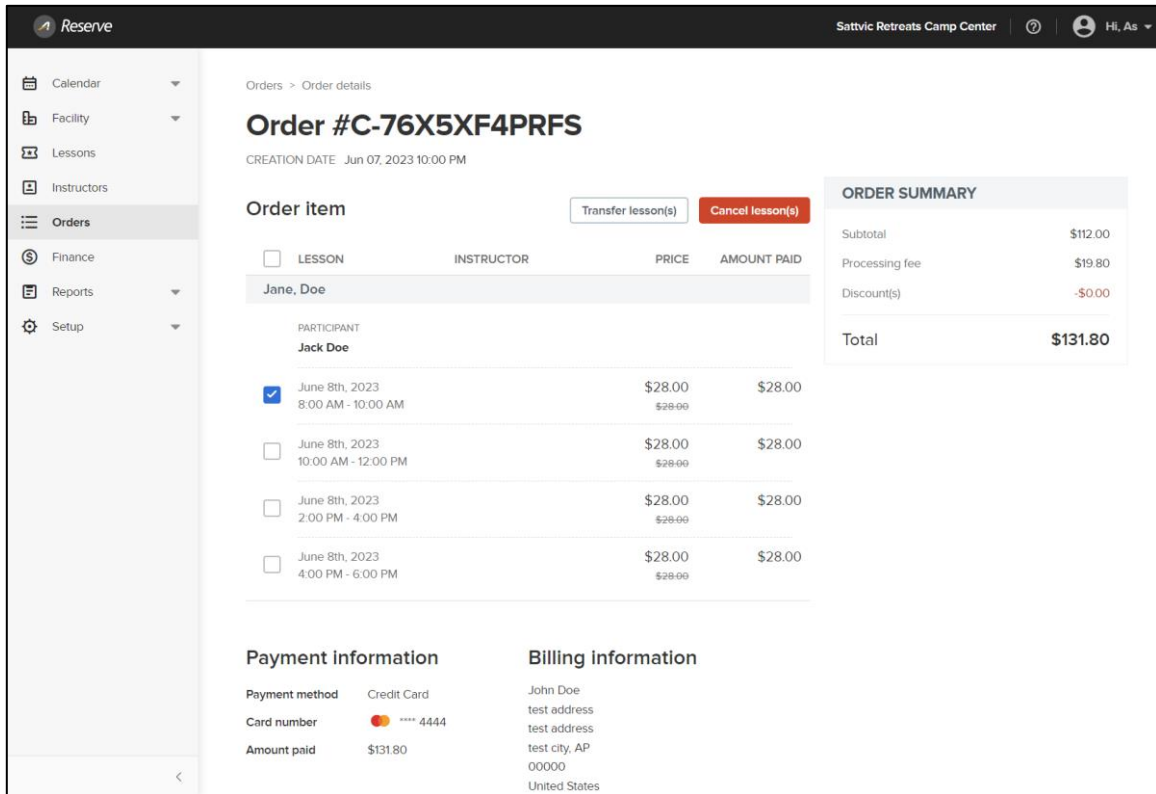 Reserve
Sattvic Retreats Camp Center
Hi, As
Calendar
Facility
Lessons
Instructors
Orders
Finance
Reports
Setup
Orders > Order details
Order #C-76X5XF4PRFS
CREATION DATE Jun 07, 2023 10:00 PM
Order item
Transfer lesson(s)
Cancel lesson(s)
LESSON INSTRUCTOR PRICE AMOUNT PAID
Jane, Doe
PARTICIPANT
Jack Doe
June 8th, 2023 $28.00 $28.00
8:00 AM - 10:00 AM $28.00
June 8th, 2023 $28.00 $28.00
10:00 AM - 12:00 PM $28.00
June 8th, 2023 $28.00 $28.00
2:00 PM - 4:00 PM $28.00
June 8th, 2023 $28.00 $28.00
4:00 PM - 6:00 PM $28.00
ORDER SUMMARY
Subtotal $112.00
Processing fee $19.80
Discount(s) -$0.00
Total $131.80
Payment information
Payment method Credit Card
Card number **** 4444
Amount paid $131.80
Billing information
John Doe
test address
test address
test city, AP
00000
United States